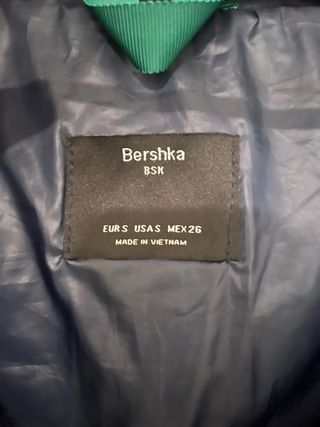 Bershka
BSK
EUR S USA S MEX 26
MADE IN VIETNAM